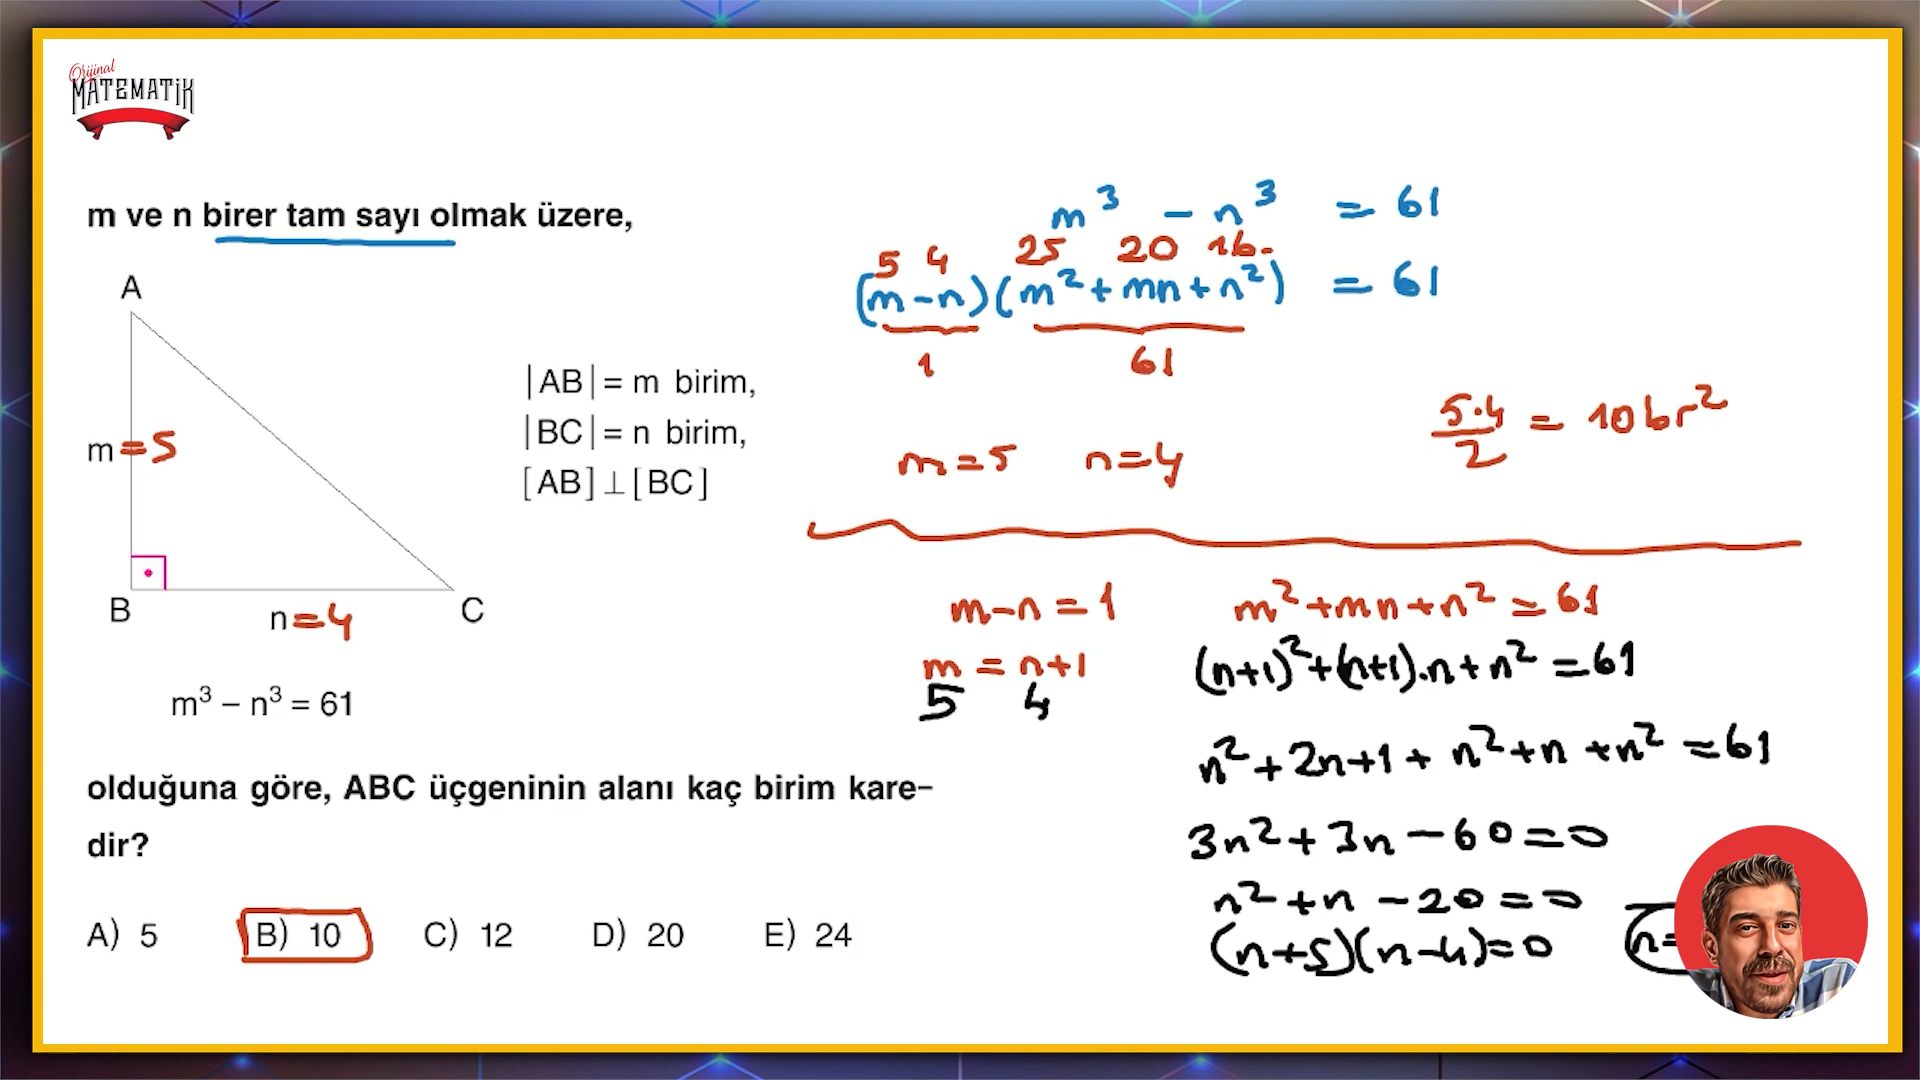 Orijinal
MATEMATİK
m ve n birer tam sayı olmak üzere,
A
m = 5
B
n = 4
C
|AB| = m birim,
|BC| = n birim,
[AB] ⊥ [BC]
m³ – n³ = 61
olduğuna göre, ABC üçgeninin alanı kaç birim kare–
dir?
A) 5 B) 10 C) 12 D) 20 E) 24
m³ – n³ = 61
5 4 25 20 16
(m – n)(m² + mn + n²) = 61
1 61
m = 5 n = 4
5·4/2 = 10 br²
m – n = 1
m = n + 1
5 4
m² + mn + n² = 61
(n+1)² + (n+1).n + n² = 61
n² + 2n + 1 + n² + n + n² = 61
3n² + 3n – 60 = 0
n² + n – 20 = 0
(n+5)(n–4) = 0
n =